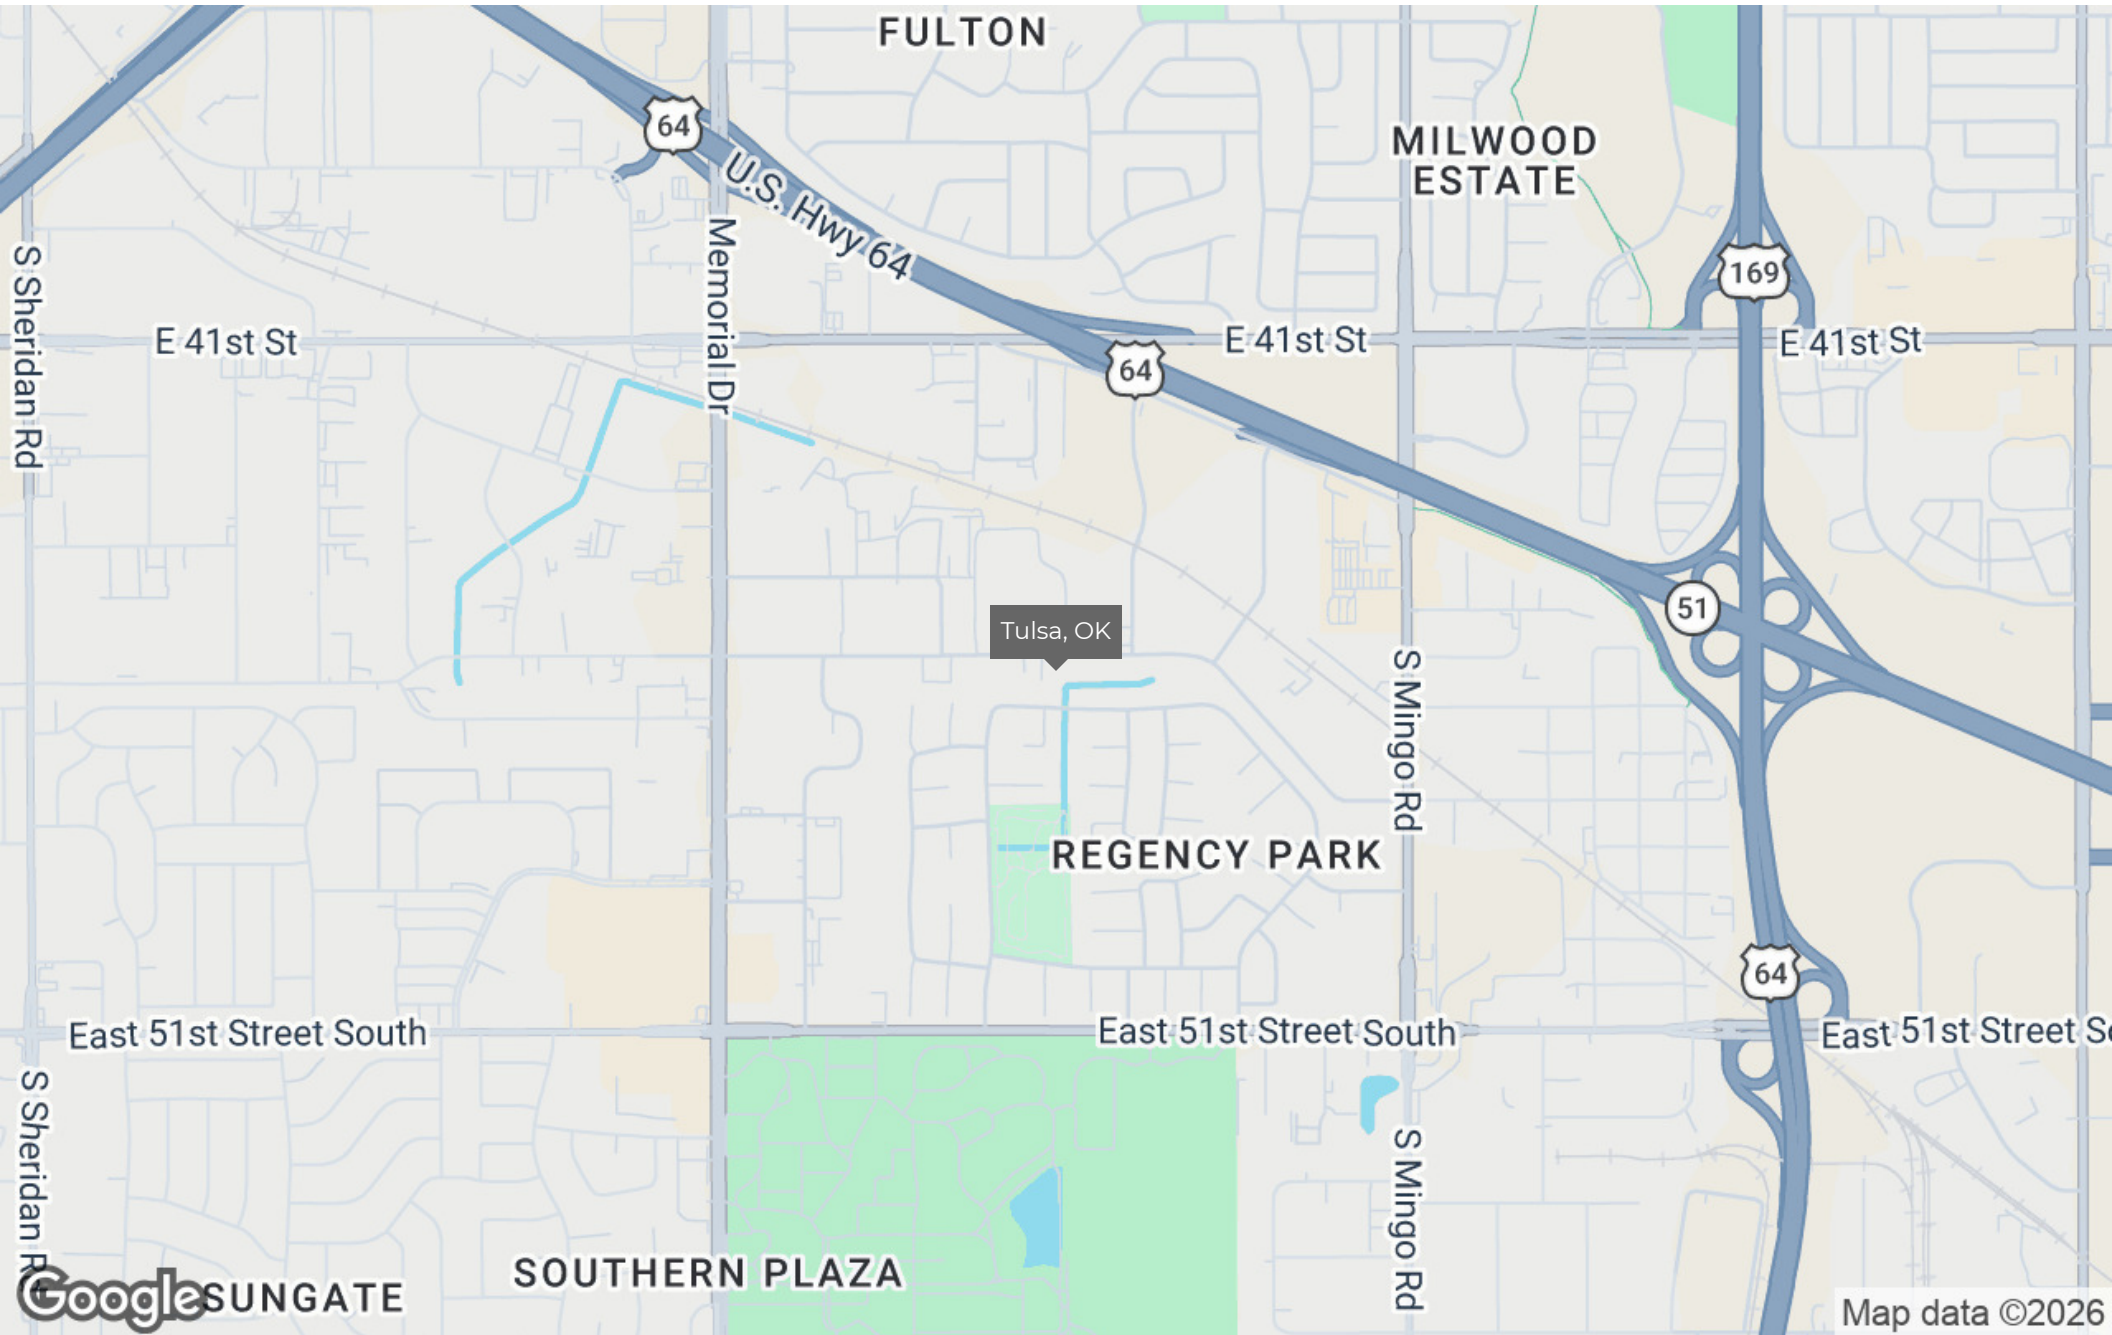 FULTON
64
MILWOOD
ESTATE
U.S. Hwy 64
S Sheridan Rd
Memorial Dr
169
E 41st St
E 41st St
E 41st St
64
51
Tulsa, OK
S Mingo Rd
REGENCY PARK
64
East 51st Street South
East 51st Street South
East 51st Street So
S Sheridan Rd
S Mingo Rd
SOUTHERN PLAZA
Google
SUNGATE
Map data ©2026